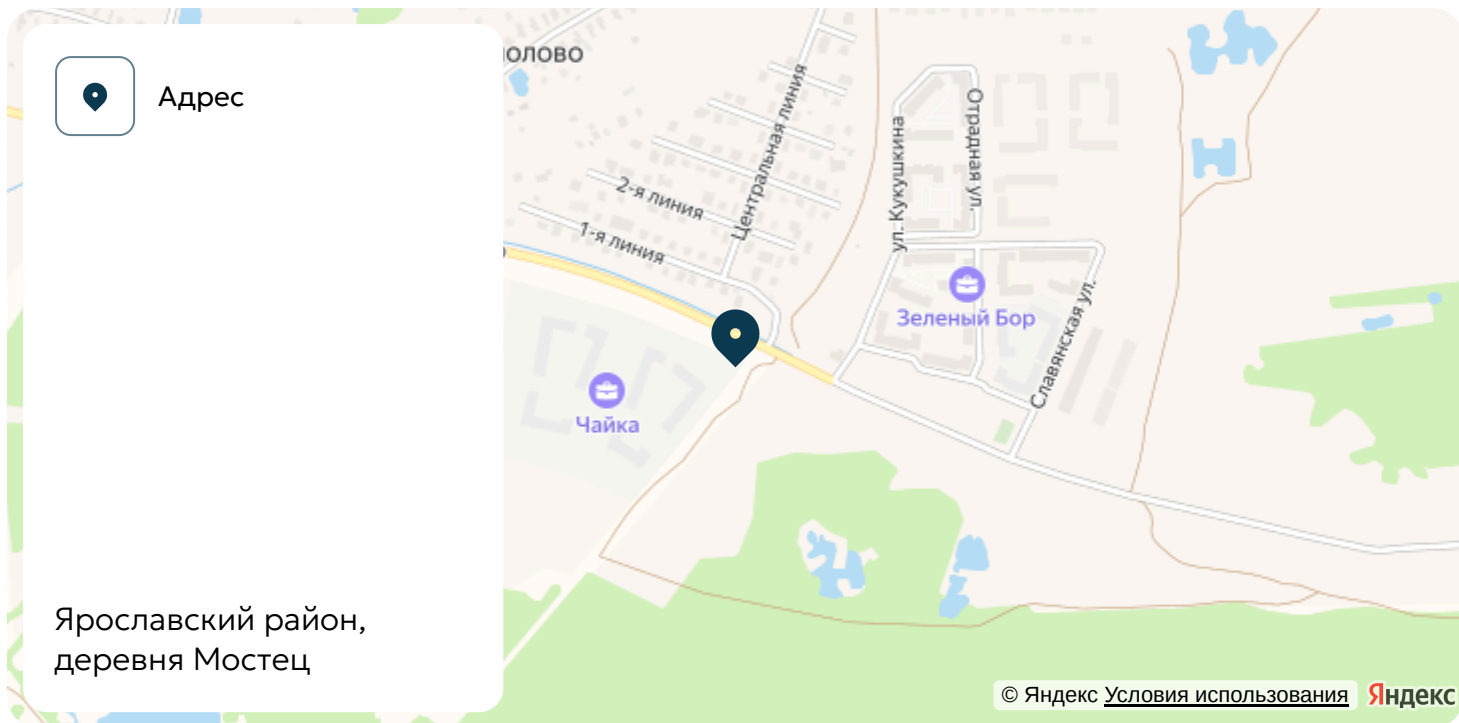 Адрес
Ярославский район,
деревня Мостец
Центральная линия
2-я линия
1-я линия
ул. Кукушкина
Отрадная ул.
Зеленый Бор
Славянская ул.
Чайка
© Яндекс Условия использования Яндекс